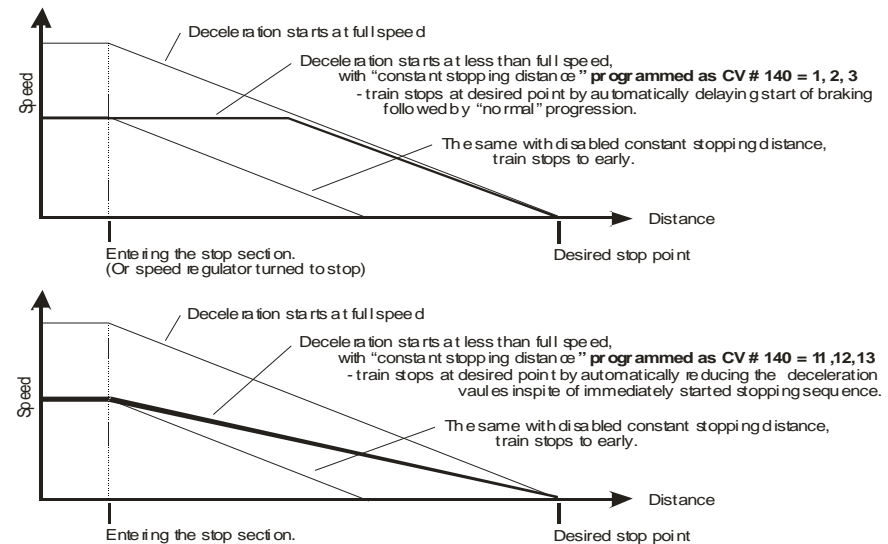 Deceleration starts at full speed
Deceleration starts at less than full speed,
with “constant stopping distance” programmed as CV # 140 = 1, 2, 3
- train stops at desired point by automatically delaying start of braking
followed by “normal” progression.
Speed
The same with disabled constant stopping distance,
train stops to early.
Distance
Entering the stop section.
(Or speed regulator turned to stop)
Desired stop point
Deceleration starts at full speed
Deceleration starts at less than full speed,
with “constant stopping distance” programmed as CV # 140 = 11 ,12,13
- train stops at desired point by automatically reducing the deceleration
vaules inspite of immediately started stopping sequence.
Speed
The same with disabled constant stopping distance,
train stops to early.
Distance
Entering the stop section.
Desired stop point